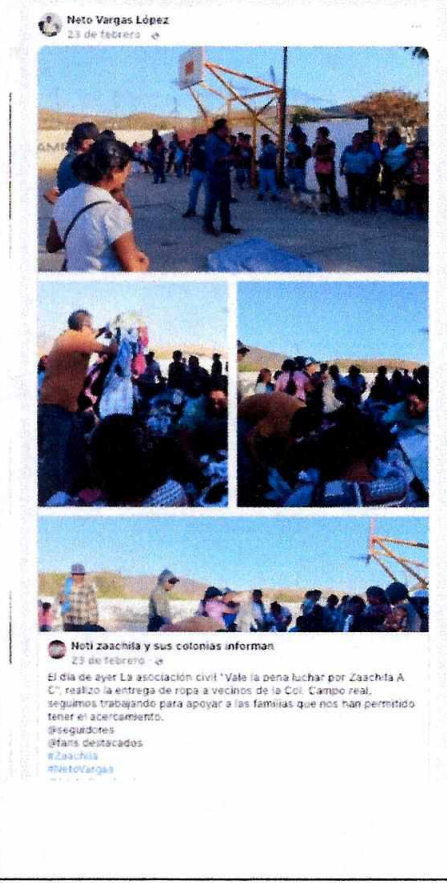 Neto Vargas López
23 de febrero
Noti zaachila y sus colonias informan
23 de febrero
El dia de ayer La asociación civil "Vale la pena luchar por Zaachila A
C", realizo la entrega de ropa a vecinos de la Col. Campo real,
seguimos trabajando para apoyar a las familias que nos han permitido
tener el acercamiento.
@seguidores
@fans destacados
#Zaachila
#NetoVargas